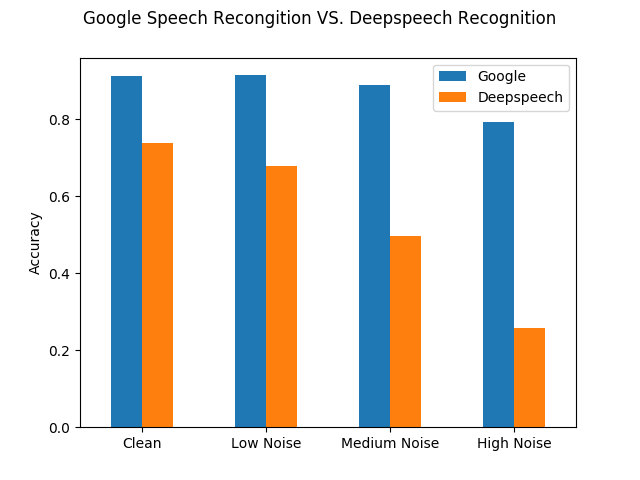 Google Speech Recongition VS. Deepspeech Recognition
Google
Deepspeech
Accuracy
0.8
0.6
0.4
0.2
0.0
Clean
Low Noise
Medium Noise
High Noise